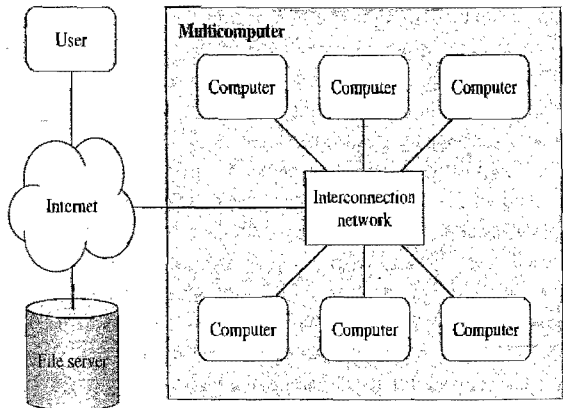 User
Multicomputer
Computer
Computer
Computer
Internet
Interconnection
network
File server
Computer
Computer
Computer